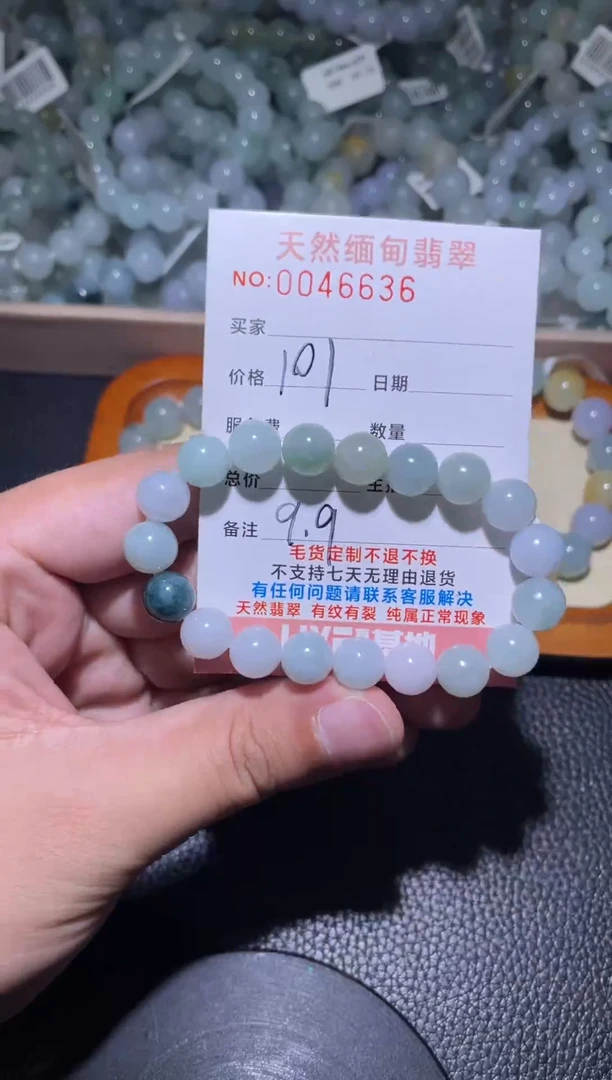 天然缅甸翡翠
NO:0046636
买家
价格 101 日期
数量
总价
备注 9.9
毛货定制不退不换
不支持七天无理由退货
有任何问题请联系客服解决
天然翡翠 有纹有裂 纯属正常现象
基地